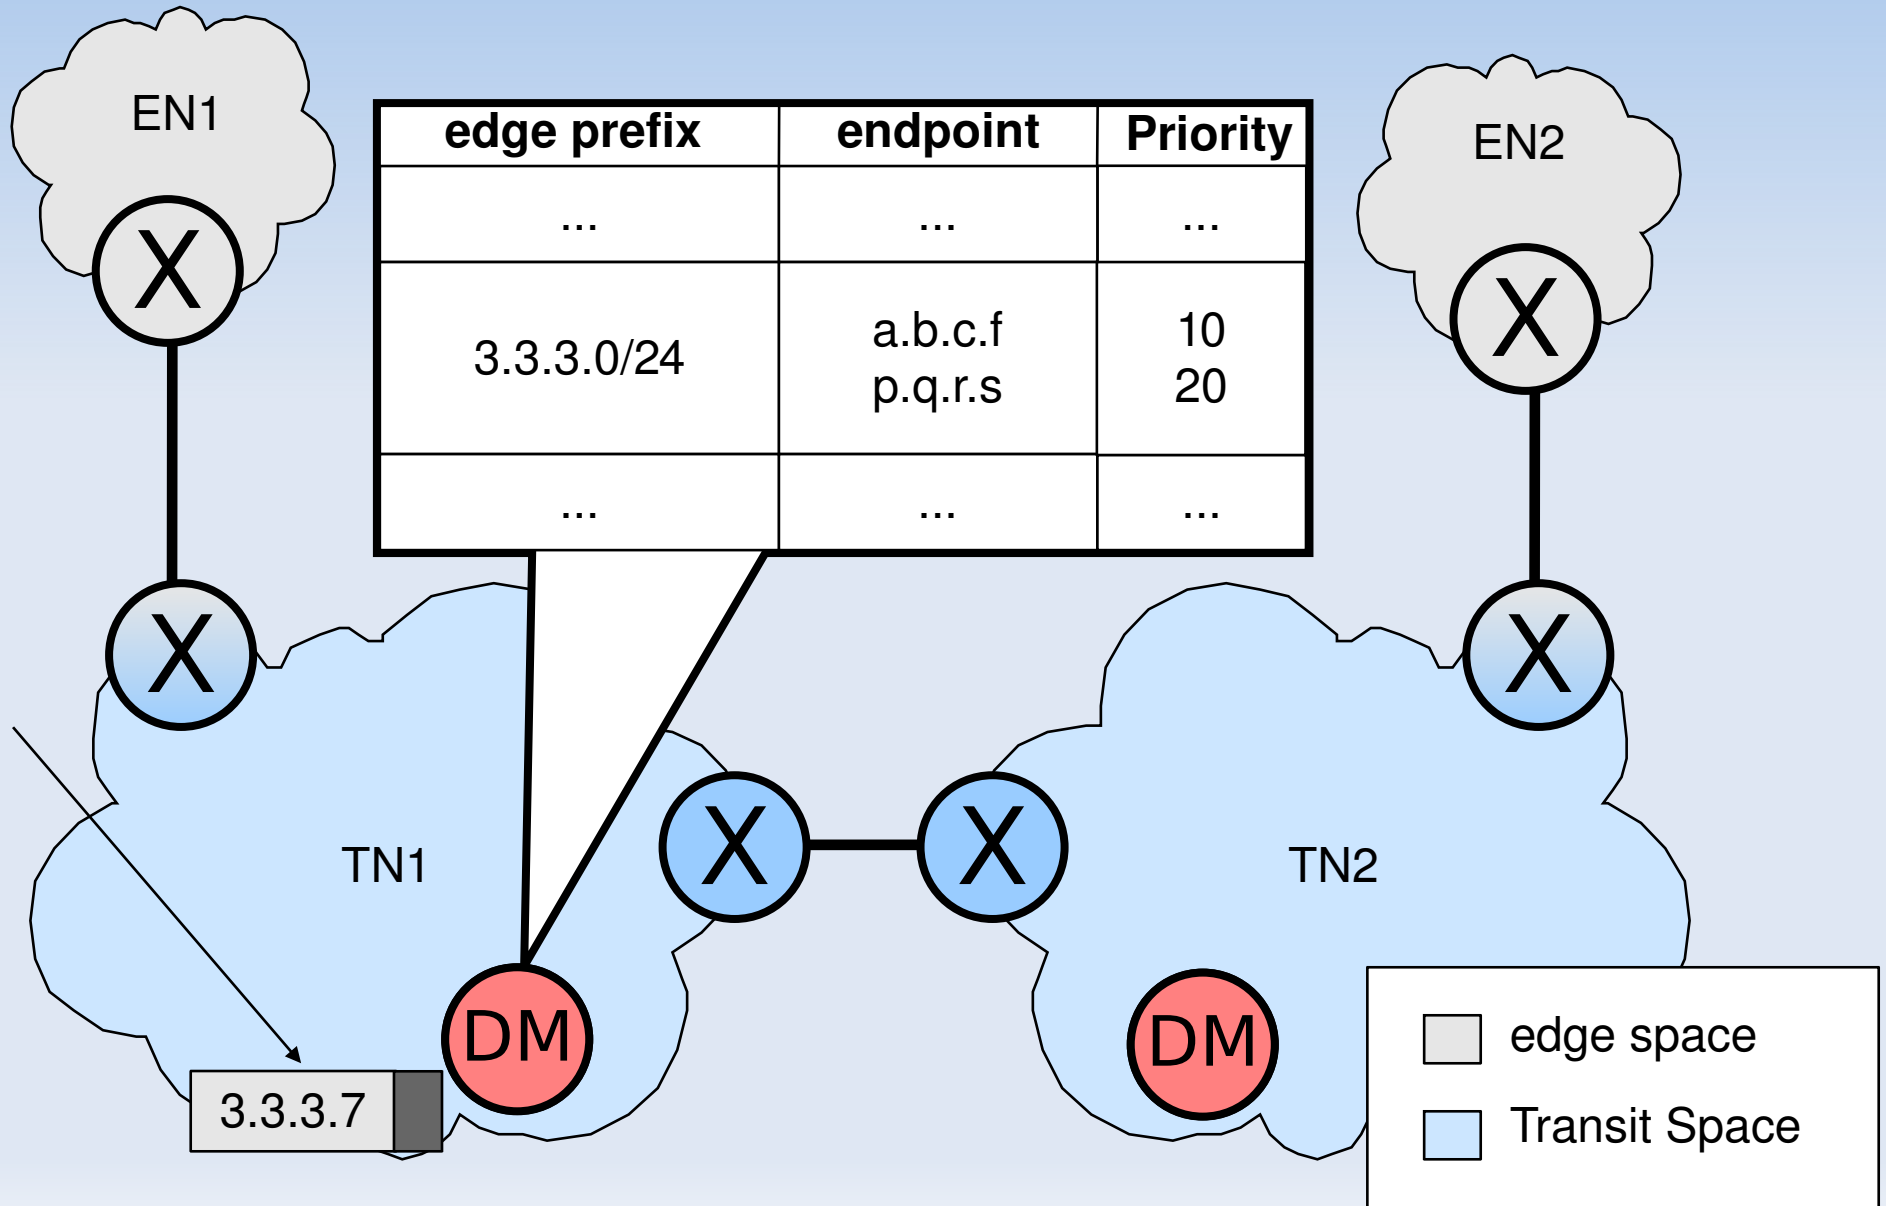 EN1
EN2
edge prefix endpoint Priority
... ... ...
3.3.3.0/24 a.b.c.f 10
p.q.r.s 20
... ... ...
X
X
X
X
X
X
TN1
TN2
DM
DM
3.3.3.7
edge space
Transit Space